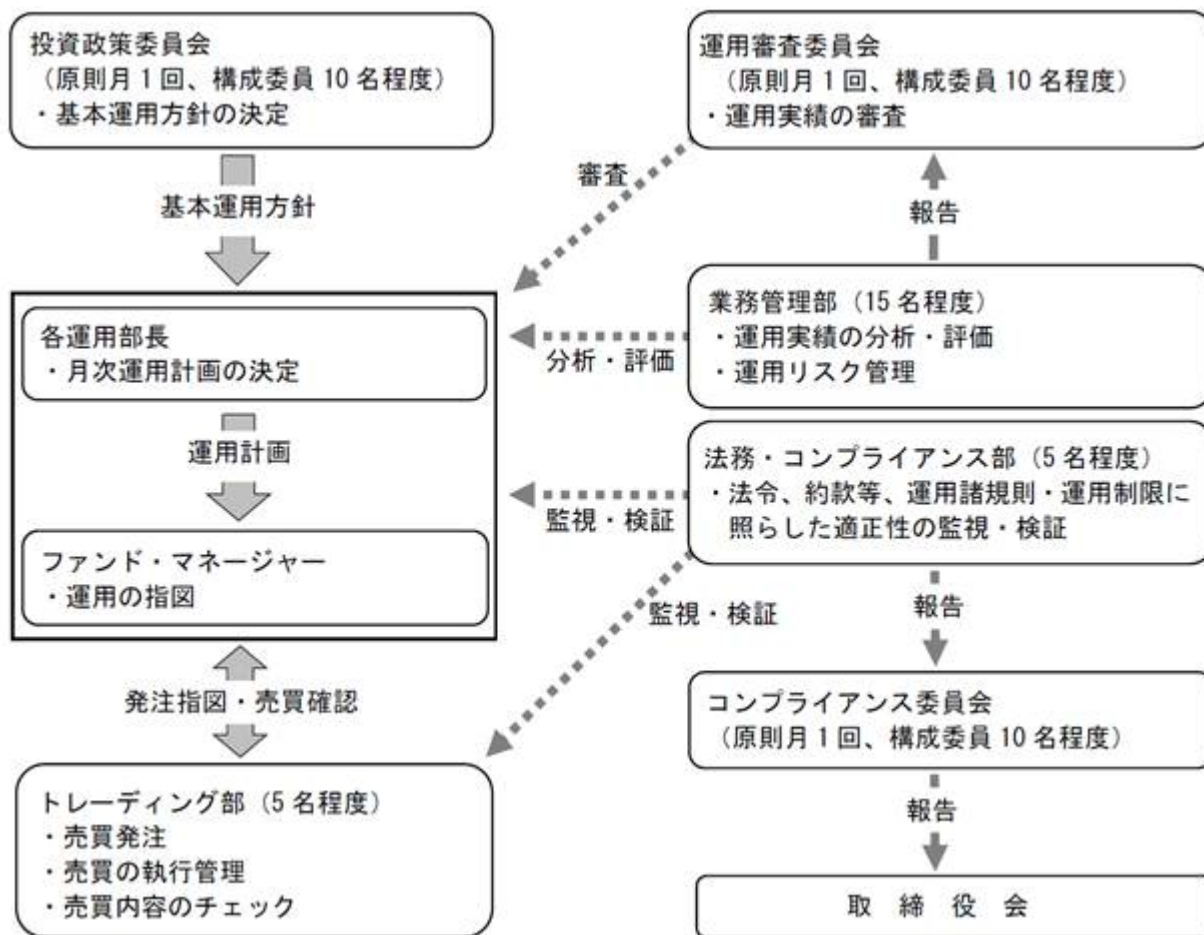 投資政策委員会
（原則月1回、構成委員10名程度）
・基本運用方針の決定
基本運用方針
各運用部長
・月次運用計画の決定
運用計画
ファンド・マネージャー
・運用の指図
発注指図・売買確認
トレーディング部（5名程度）
・売買発注
・売買の執行管理
・売買内容のチェック
運用審査委員会
（原則月1回、構成委員10名程度）
・運用実績の審査
審査
報告
業務管理部（15名程度）
・運用実績の分析・評価
・運用リスク管理
分析・評価
法務・コンプライアンス部（5名程度）
・法令、約款等、運用諸規則・運用制限に
照らした適正性の監視・検証
監視・検証
監視・検証
報告
コンプライアンス委員会
（原則月1回、構成委員10名程度）
報告
取　締　役　会